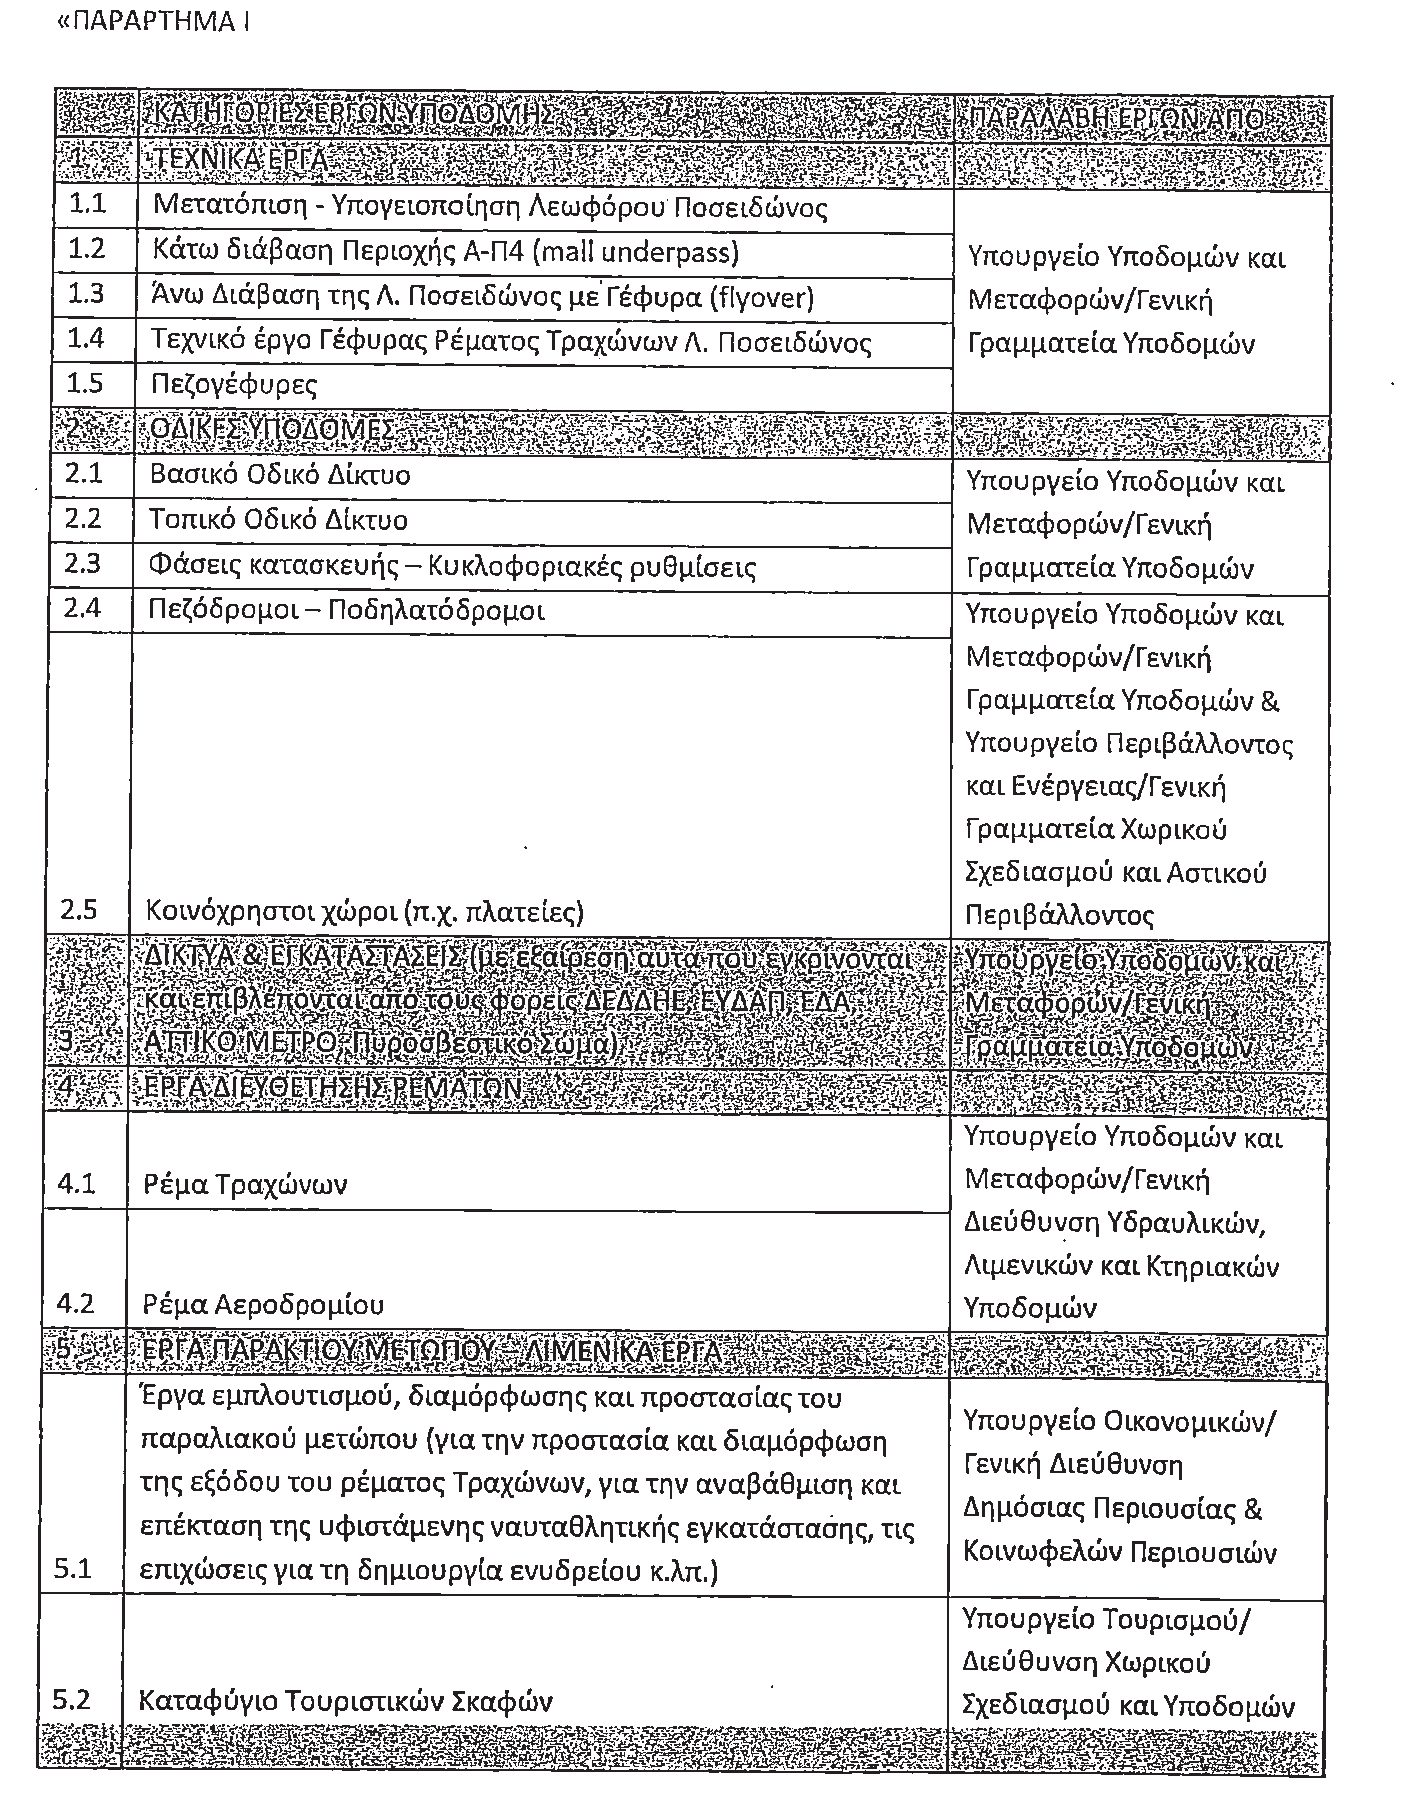 «ΠΑΡΑΡΤΗΜΑ Ι
ΚΑΤΗΓΟΡΙΕΣ ΕΡΓΩΝ ΥΠΟΔΟΜΗΣ
ΠΑΡΑΛΑΒΗ ΕΡΓΩΝ ΑΠΟ
1 ΤΕΧΝΙΚΑ ΕΡΓΑ
1.1 Μετατόπιση - Υπογειοποίηση Λεωφόρου Ποσειδώνος
1.2 Κάτω διάβαση Περιοχής Α-Π4 (mall underpass)
1.3 Άνω Διάβαση της Λ. Ποσειδώνος με Γέφυρα (flyover)
1.4 Τεχνικό έργο Γέφυρας Ρέματος Τραχώνων Λ. Ποσειδώνος
1.5 Πεζογέφυρες
Υπουργείο Υποδομών και
Μεταφορών/Γενική
Γραμματεία Υποδομών
2 ΟΔΙΚΕΣ ΥΠΟΔΟΜΕΣ
2.1 Βασικό Οδικό Δίκτυο
2.2 Τοπικό Οδικό Δίκτυο
2.3 Φάσεις κατασκευής – Κυκλοφοριακές ρυθμίσεις
Υπουργείο Υποδομών και
Μεταφορών/Γενική
Γραμματεία Υποδομών
2.4 Πεζόδρομοι – Ποδηλατόδρομοι
2.5 Κοινόχρηστοι χώροι (π.χ. πλατείες)
Υπουργείο Υποδομών και
Μεταφορών/Γενική
Γραμματεία Υποδομών &
Υπουργείο Περιβάλλοντος
και Ενέργειας/Γενική
Γραμματεία Χωρικού
Σχεδιασμού και Αστικού
Περιβάλλοντος
ΔΙΚΤΥΑ & ΕΓΚΑΤΑΣΤΑΣΕΙΣ (με εξαίρεση αυτά που εγκρίνονται
και επιβλέπονται από τους φορείς ΔΕΔΔΗΕ, ΕΥΔΑΠ, ΕΔΑ,
3 ΑΤΤΙΚΟ ΜΕΤΡΟ, Πυροσβεστικό Σώμα)
Υπουργείο Υποδομών και
Μεταφορών/Γενική
Γραμματεία Υποδομών
4 ΕΡΓΑ ΔΙΕΥΘΕΤΗΣΗΣ ΡΕΜΑΤΩΝ
4.1 Ρέμα Τραχώνων
4.2 Ρέμα Αεροδρομίου
Υπουργείο Υποδομών και
Μεταφορών/Γενική
Διεύθυνση Υδραυλικών,
Λιμενικών και Κτηριακών
Υποδομών
5 ΕΡΓΑ ΠΑΡΑΚΤΙΟΥ ΜΕΤΩΠΟΥ – ΛΙΜΕΝΙΚΑ ΕΡΓΑ
Έργα εμπλουτισμού, διαμόρφωσης και προστασίας του
παραλιακού μετώπου (για την προστασία και διαμόρφωση
της εξόδου του ρέματος Τραχώνων, για την αναβάθμιση και
επέκταση της υφιστάμενης ναυταθλητικής εγκατάστασης, τις
5.1 επιχώσεις για τη δημιουργία ενυδρείου κ.λπ.)
Υπουργείο Οικονομικών/
Γενική Διεύθυνση
Δημόσιας Περιουσίας &
Κοινωφελών Περιουσιών
5.2 Καταφύγιο Τουριστικών Σκαφών
Υπουργείο Τουρισμού/
Διεύθυνση Χωρικού
Σχεδιασμού και Υποδομών